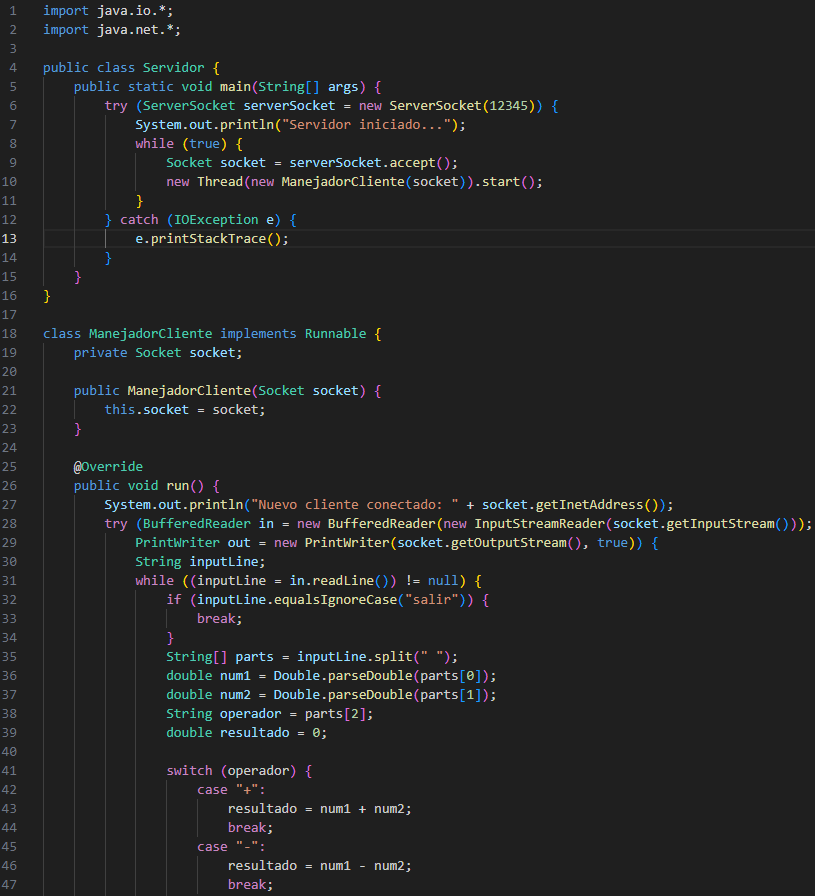 1 import java.io.*;
2 import java.net.*;
3
4 public class Servidor {
5     public static void main(String[] args) {
6         try (ServerSocket serverSocket = new ServerSocket(12345)) {
7             System.out.println("Servidor iniciado...");
8             while (true) {
9                 Socket socket = serverSocket.accept();
10                 new Thread(new ManejadorCliente(socket)).start();
11             }
12         } catch (IOException e) {
13             e.printStackTrace();
14         }
15     }
16 }
17
18 class ManejadorCliente implements Runnable {
19     private Socket socket;
20
21     public ManejadorCliente(Socket socket) {
22         this.socket = socket;
23     }
24
25     @Override
26     public void run() {
27         System.out.println("Nuevo cliente conectado: " + socket.getInetAddress());
28         try (BufferedReader in = new BufferedReader(new InputStreamReader(socket.getInputStream()));
29             PrintWriter out = new PrintWriter(socket.getOutputStream(), true)) {
30             String inputLine;
31             while ((inputLine = in.readLine()) != null) {
32                 if (inputLine.equalsIgnoreCase("salir")) {
33                     break;
34                 }
35                 String[] parts = inputLine.split(" ");
36                 double num1 = Double.parseDouble(parts[0]);
37                 double num2 = Double.parseDouble(parts[1]);
38                 String operador = parts[2];
39                 double resultado = 0;
40
41                 switch (operador) {
42                     case "+":
43                         resultado = num1 + num2;
44                         break;
45                     case "-":
46                         resultado = num1 - num2;
47                         break;